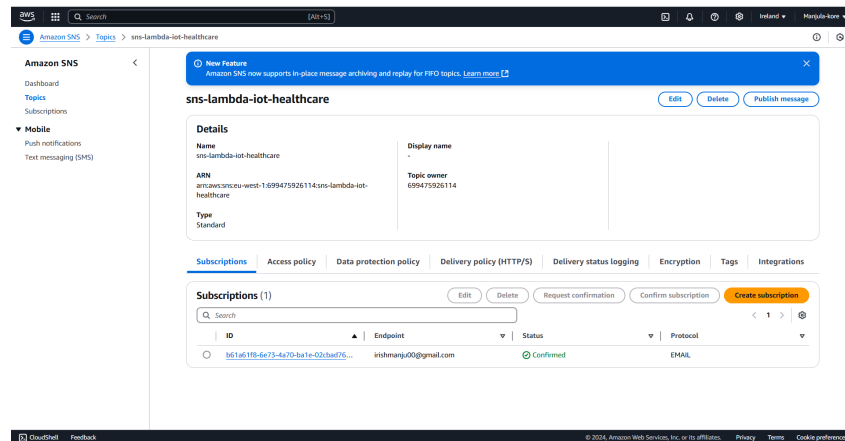 aws Search [Alt+S] Ireland Manjula-kore
Amazon SNS > Topics > sns-lambda-iot-healthcare
Amazon SNS
Dashboard
Topics
Subscriptions
Mobile
Push notifications
Text messaging (SMS)
New Feature
Amazon SNS now supports in-place message archiving and replay for FIFO topics. Learn more
sns-lambda-iot-healthcare Edit Delete Publish message
Details
Name Display name
sns-lambda-iot-healthcare -
ARN Topic owner
arn:aws:sns:eu-west-1:699475926114:sns-lambda-iot- 699475926114
healthcare
Type
Standard
Subscriptions Access policy Data protection policy Delivery policy (HTTP/S) Delivery status logging Encryption Tags Integrations
Subscriptions (1) Edit Delete Request confirmation Confirm subscription Create subscription
Search < 1 >
ID Endpoint Status Protocol
b61a61f8-6e73-4a70-ba1e-02cbad76... irishmanju00@gmail.com Confirmed EMAIL
CloudShell Feedback © 2024, Amazon Web Services, Inc. or its affiliates. Privacy Terms Cookie preference